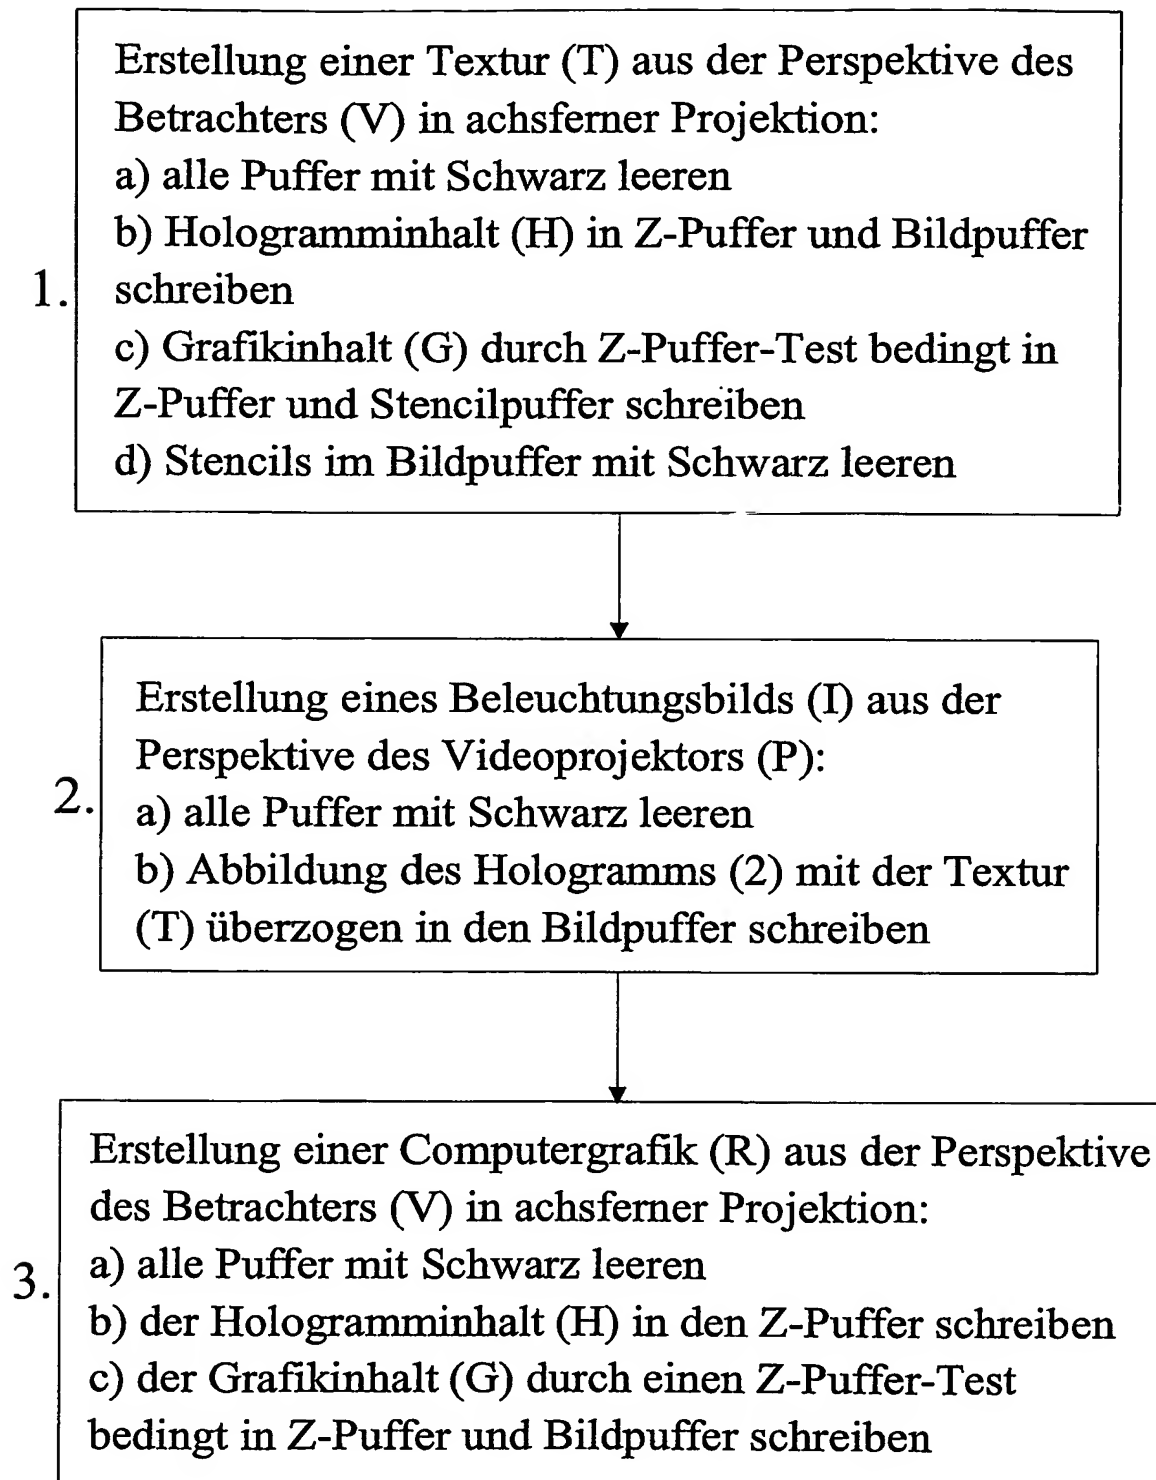 Erstellung einer Textur (T) aus der Perspektive des
Betrachters (V) in achsferner Projektion:
a) alle Puffer mit Schwarz leeren
b) Hologramminhalt (H) in Z-Puffer und Bildpuffer
1. schreiben
c) Grafikinhalt (G) durch Z-Puffer-Test bedingt in
Z-Puffer und Stencilpuffer schreiben
d) Stencils im Bildpuffer mit Schwarz leeren
Erstellung eines Beleuchtungsbilds (I) aus der
Perspektive des Videoprojektors (P):
2. a) alle Puffer mit Schwarz leeren
b) Abbildung des Hologramms (2) mit der Textur
(T) überzogen in den Bildpuffer schreiben
Erstellung einer Computergrafik (R) aus der Perspektive
des Betrachters (V) in achsferner Projektion:
3. a) alle Puffer mit Schwarz leeren
b) der Hologramminhalt (H) in den Z-Puffer schreiben
c) der Grafikinhalt (G) durch einen Z-Puffer-Test
bedingt in Z-Puffer und Bildpuffer schreiben